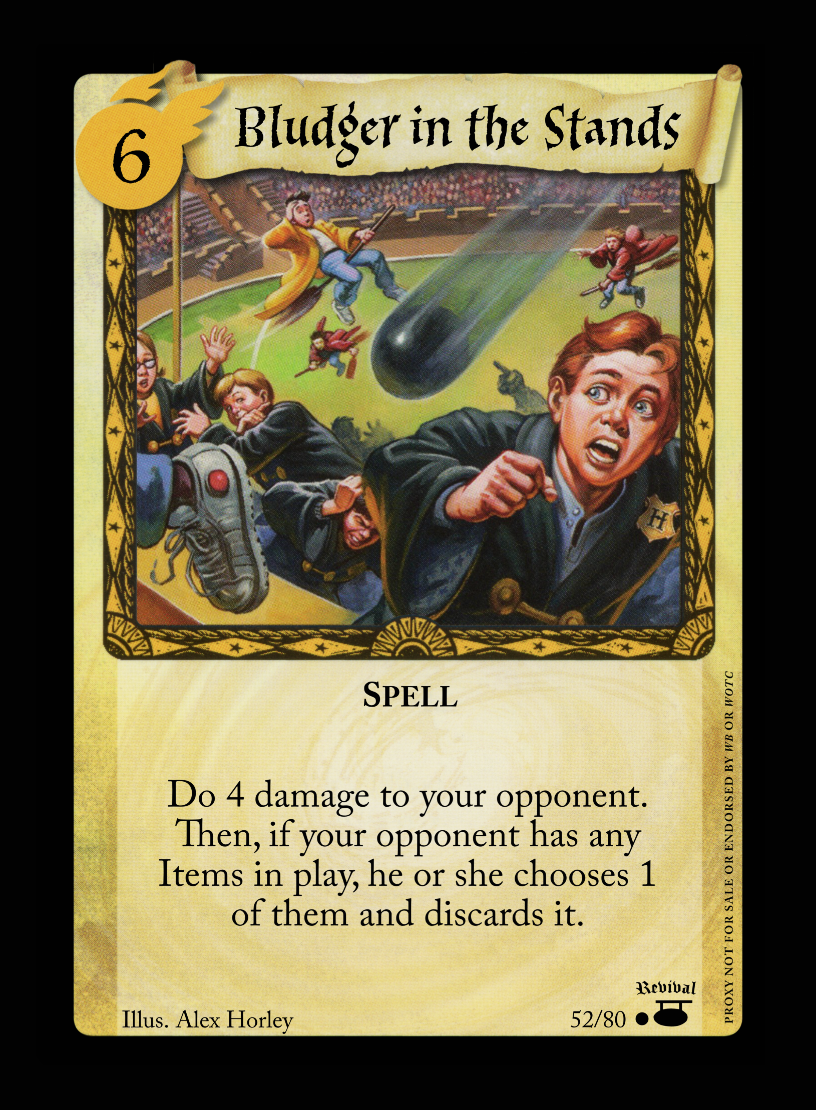 6
Bludger in the Stands
H
SPELL
Do 4 damage to your opponent.
Then, if your opponent has any
Items in play, he or she chooses 1
of them and discards it.
PROXY NOT FOR SALE OR ENDORSED BY WB OR WOTC
Revival
Illus. Alex Horley
52/80